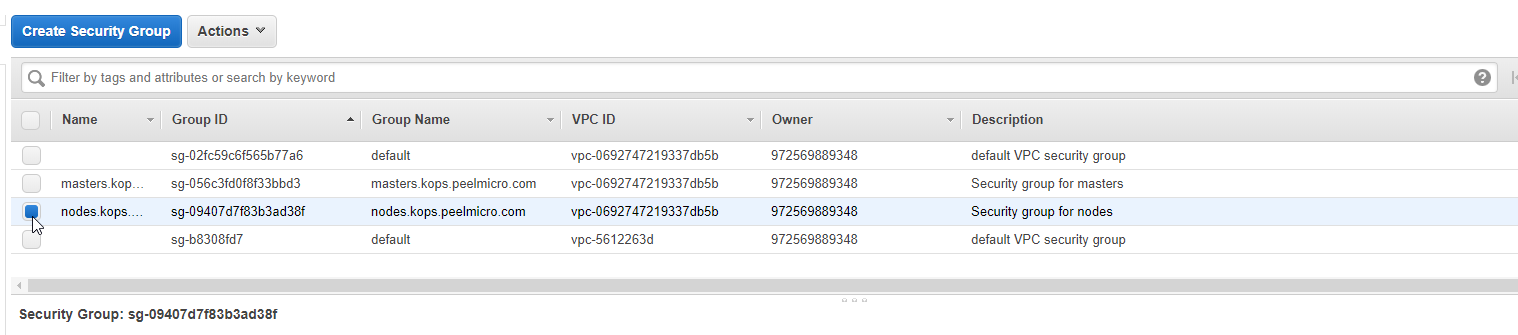 Create Security Group Actions
Filter by tags and attributes or search by keyword
Name Group ID Group Name VPC ID Owner Description
sg-02fc59c6f565b77a6 default vpc-0692747219337db5b 972569889348 default VPC security group
masters.kop... sg-056c3fd0f8f33bbd3 masters.kops.peelmicro.com vpc-0692747219337db5b 972569889348 Security group for masters
nodes.kops.... sg-09407d7f83b3ad38f nodes.kops.peelmicro.com vpc-0692747219337db5b 972569889348 Security group for nodes
sg-b8308fd7 default vpc-5612263d 972569889348 default VPC security group
Security Group: sg-09407d7f83b3ad38f